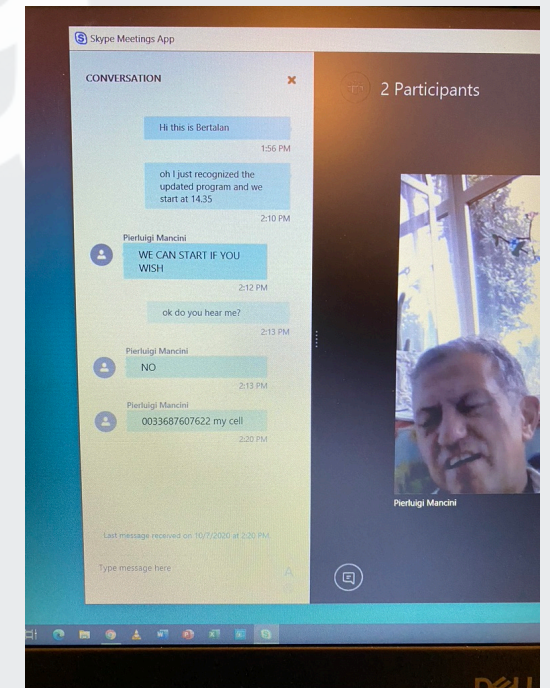 S Skype Meetings App
CONVERSATION
2 Participants
Hi this is Bertalan
1:56 PM
oh I just recognized the
updated program and we
start at 14.35
2:10 PM
Pierluigi Mancini
WE CAN START IF YOU
WISH
2:12 PM
ok do you hear me?
2:13 PM
Pierluigi Mancini
NO
2:13 PM
Pierluigi Mancini
0033687607622 my cell
2:20 PM
Pierluigi Mancini
Last message received on 10/7/2020 at 2:20 PM.
Type message here
DELL